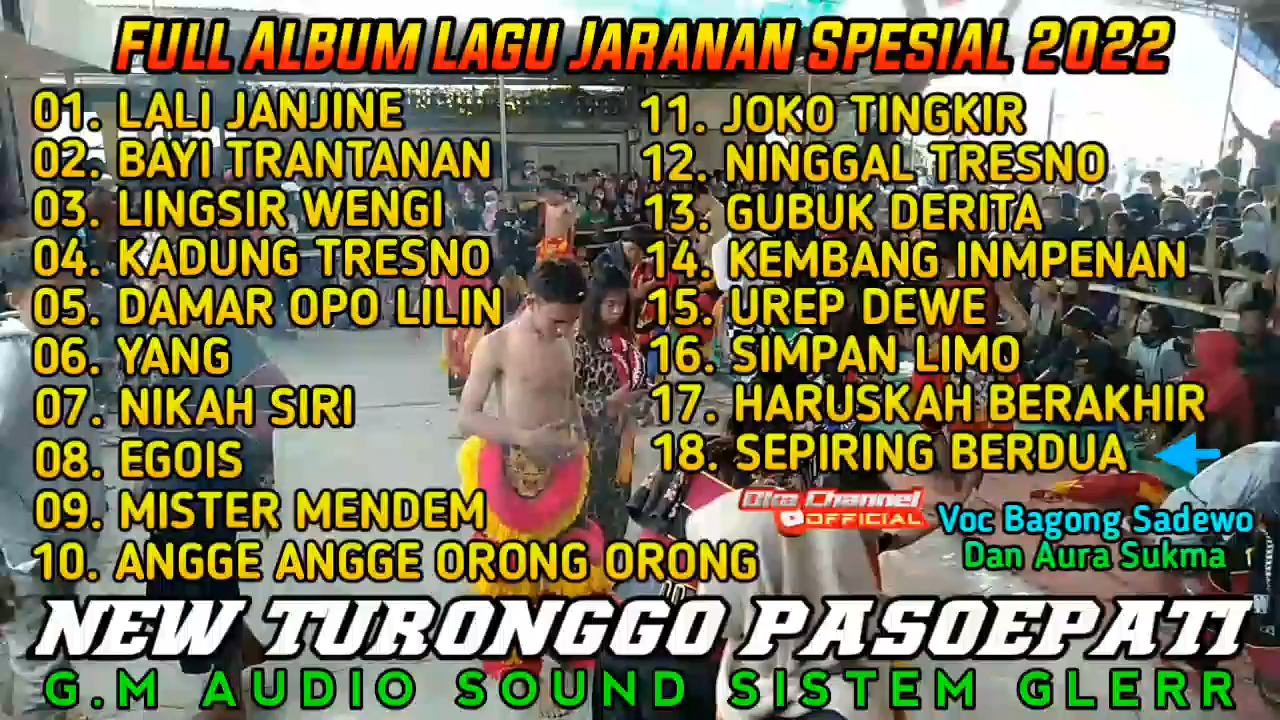 FULL ALBUM LAGU JARANAN SPESIAL 2022
01. LALI JANJINE
02. BAYI TRANTANAN
03. LINGSIR WENGI
04. KADUNG TRESNO
05. DAMAR OPO LILIN
06. YANG
07. NIKAH SIRI
08. EGOIS
09. MISTER MENDEM
10. ANGGE ANGGE ORONG ORONG
11. JOKO TINGKIR
12. NINGGAL TRESNO
13. GUBUK DERITA
14. KEMBANG INMPENAN
15. UREP DEWE
16. SIMPAN LIMO
17. HARUSKAH BERAKHIR
18. SEPIRING BERDUA
Channel
OFFICIAL
Voc Bagong Sadewo
Dan Aura Sukma
NEW TURONGGO PASOEPATI
G.M AUDIO SOUND SISTEM GLERR